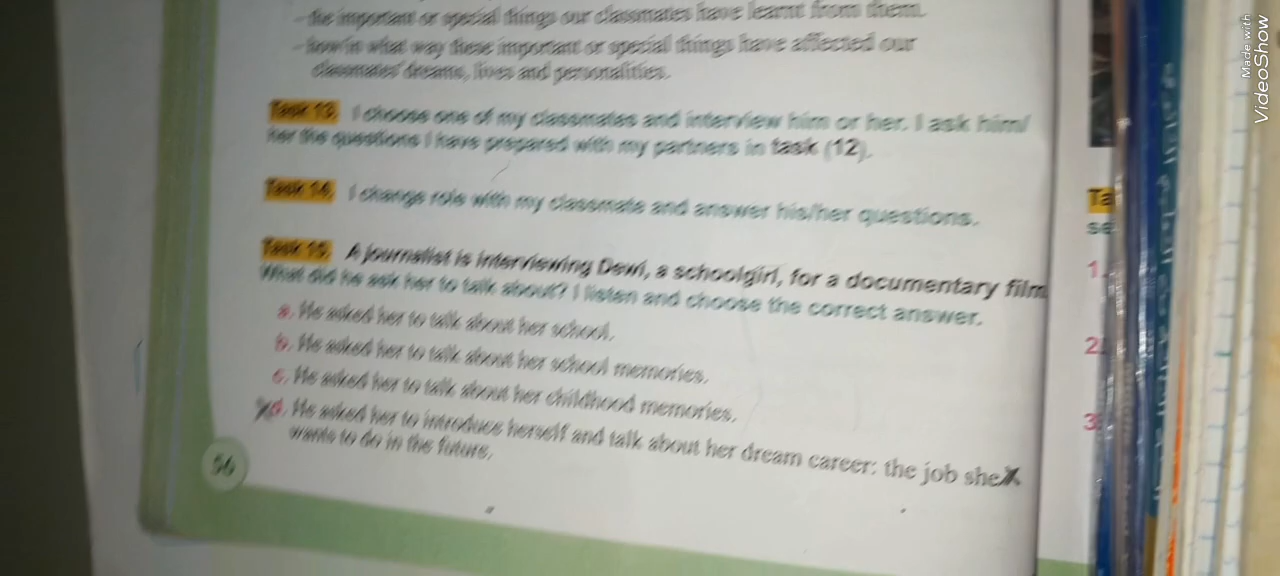 - the important or special things our classmates have learnt from them.
- how/in what way these important or special things have affected our
classmates' dreams, lives and personalities.
Task 13. I choose one of my classmates and interview him or her. I ask him/
her the questions I have prepared with my partners in task (12).
Task 14. I change role with my classmate and answer his/her questions.
Task 15. A journalist is interviewing Dewi, a schoolgirl, for a documentary film
What did he ask her to talk about? I listen and choose the correct answer.
a. He asked her to talk about her school.
b. He asked her to talk about her school memories.
c. He asked her to talk about her childhood memories.
d. He asked her to introduce herself and talk about her dream career: the job she
wants to do in the future.
56
Ta
se
1.
2
3
Made with
VideoShow